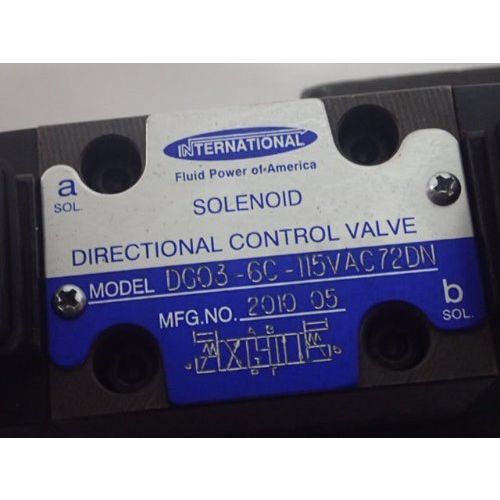 INTERNATIONAL
Fluid Power of America
a
SOL.
SOLENOID
DIRECTIONAL CONTROL VALVE
MODEL DG03-6C-115VAC72DN
MFG.NO. 2010 05
b
SOL.
A B